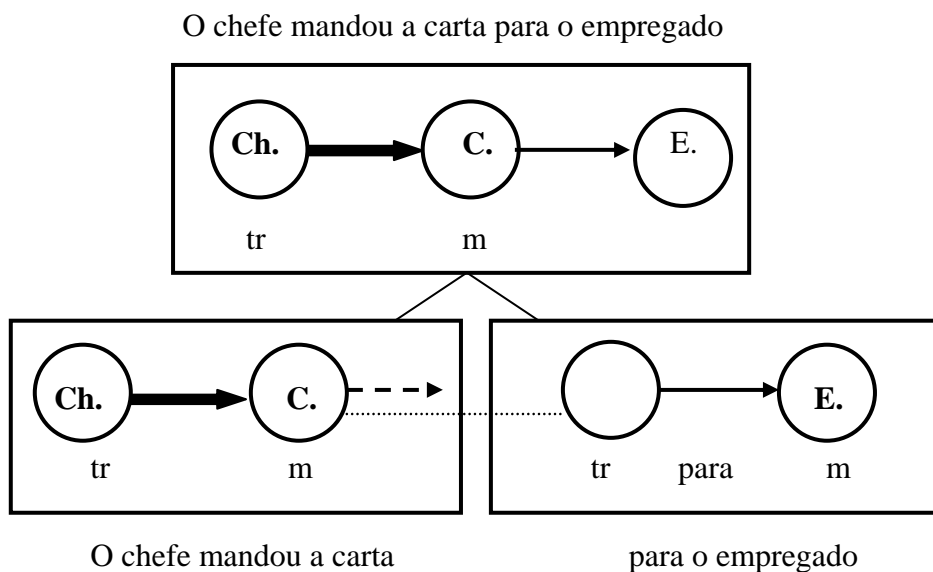 O chefe mandou a carta para o empregado
Ch. C. E.
tr m
Ch. C. E.
tr m tr para m
O chefe mandou a carta para o empregado